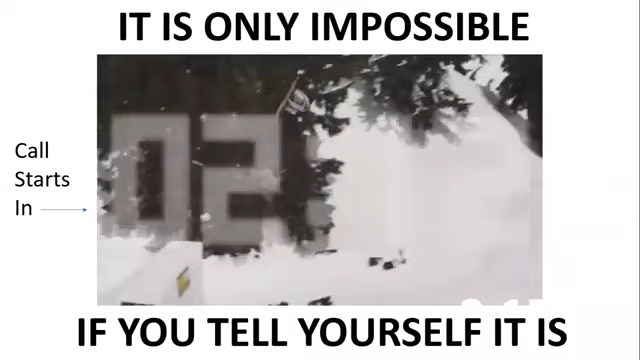 IT IS ONLY IMPOSSIBLE
Call
Starts
In
02:
IF YOU TELL YOURSELF IT IS